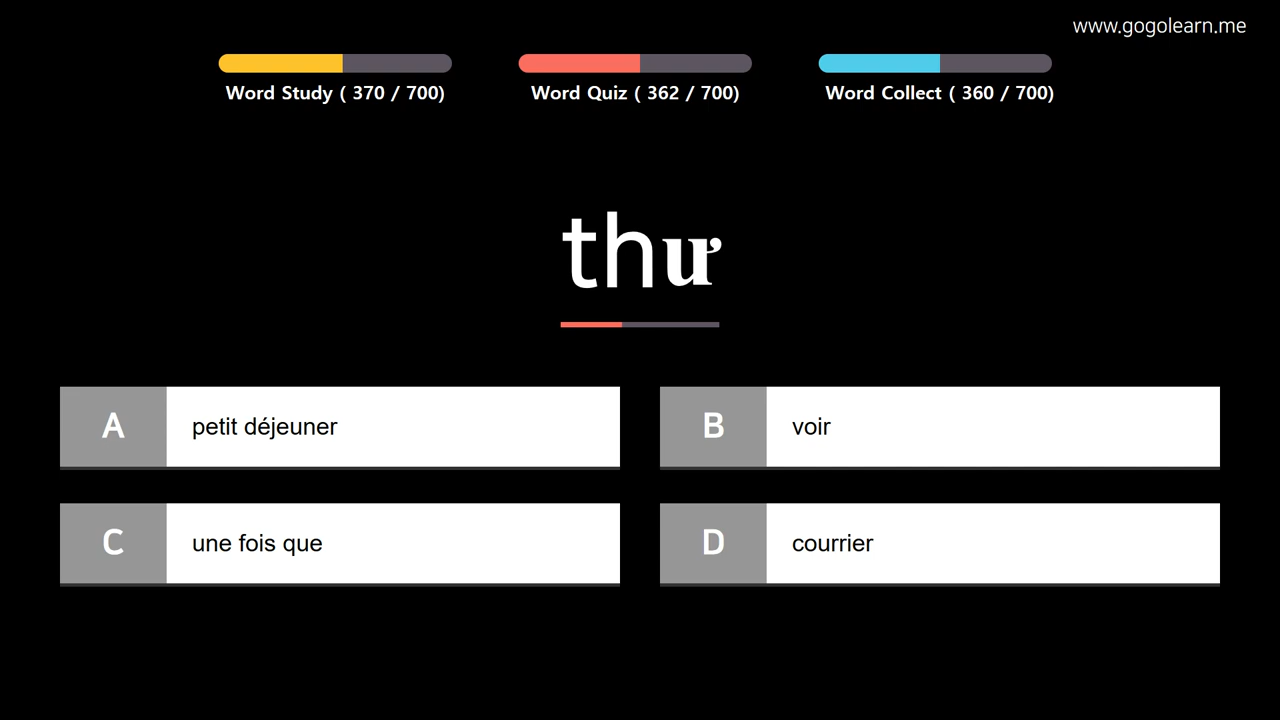 www.gogolearn.me
Word Study ( 370 / 700)
Word Quiz ( 362 / 700)
Word Collect ( 360 / 700)
thư
A petit déjeuner
B voir
C une fois que
D courrier